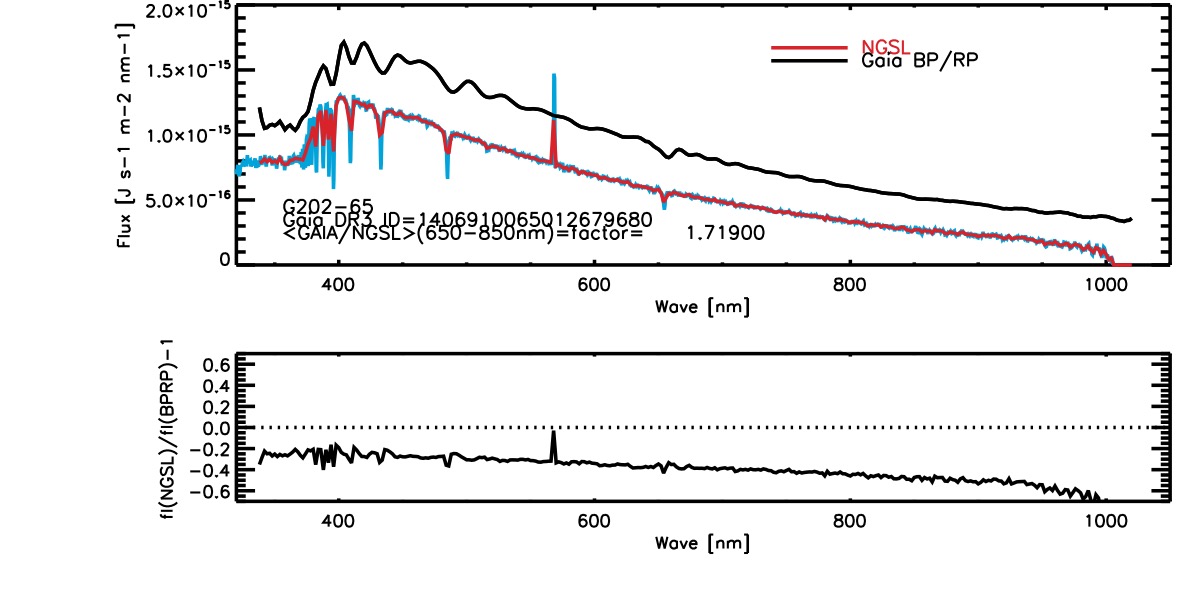 2.0×10⁻¹⁵
1.5×10⁻¹⁵
1.0×10⁻¹⁵
5.0×10⁻¹⁶
0
Flux [J s−1 m−2 nm−1]
NGSL
Gaia BP/RP
G202−65
Gaia DR3 ID=1406910065012679680
<GAIA/NGSL>(650−850nm)=factor= 1.71900
400 600 800 1000
Wave [nm]
0.6
0.4
0.2
0.0
−0.2
−0.4
−0.6
fl(NGSL)/fl(BPRP)−1
400 600 800 1000
Wave [nm]